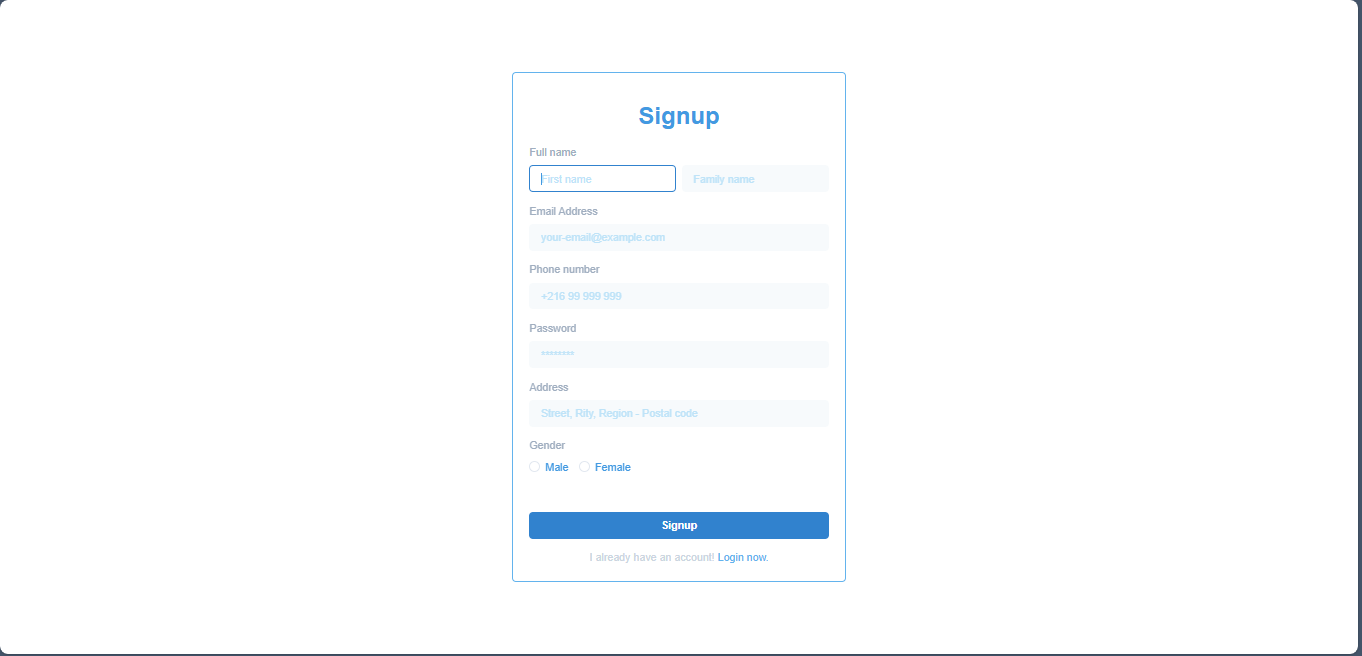 Signup
Full name
First name Family name
Email Address
your-email@example.com
Phone number
+216 99 999 999
Password
********
Address
Street, Rity, Region - Postal code
Gender
Male Female
Signup
I already have an account! Login now.